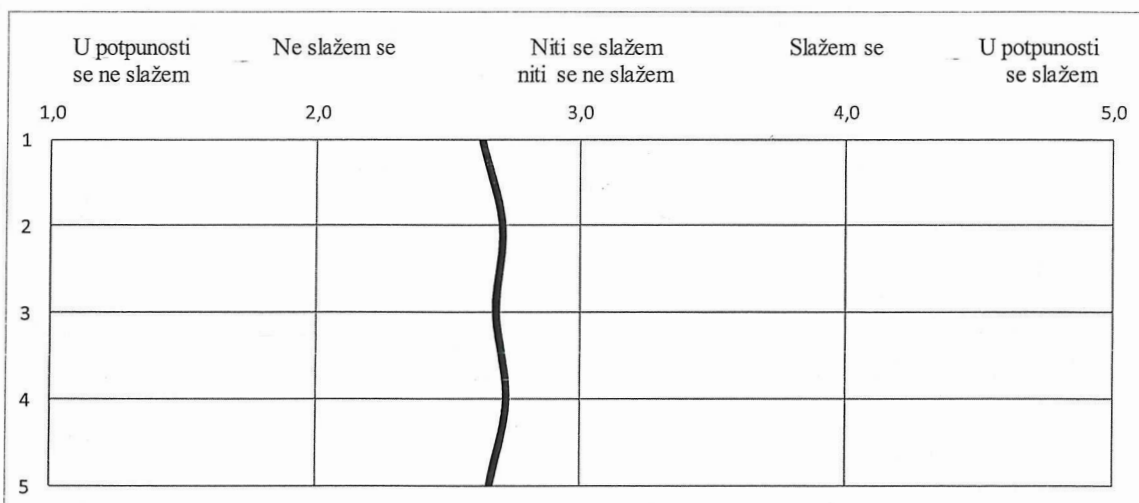 U potpunosti Ne slažem se Niti se slažem Slažem se U potpunosti
se ne slažem niti se ne slažem se slažem
1,0 2,0 3,0 4,0 5,0
1
2
3
4
5